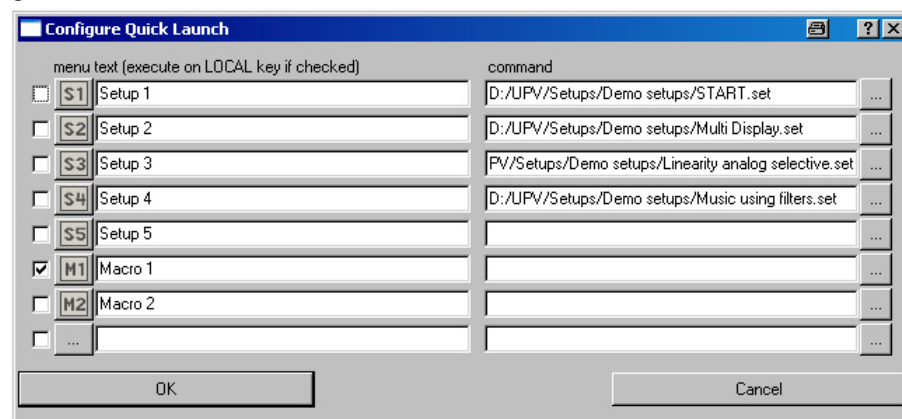 Configure Quick Launch
menu text (execute on LOCAL key if checked) command
S1 Setup 1 D:/UPV/Setups/Demo setups/START.set ...
S2 Setup 2 D:/UPV/Setups/Demo setups/Multi Display.set ...
S3 Setup 3 PV/Setups/Demo setups/Linearity analog selective.set ...
S4 Setup 4 D:/UPV/Setups/Demo setups/Music using filters.set ...
S5 Setup 5 ...
M1 Macro 1 ...
M2 Macro 2 ...
... ...
OK Cancel